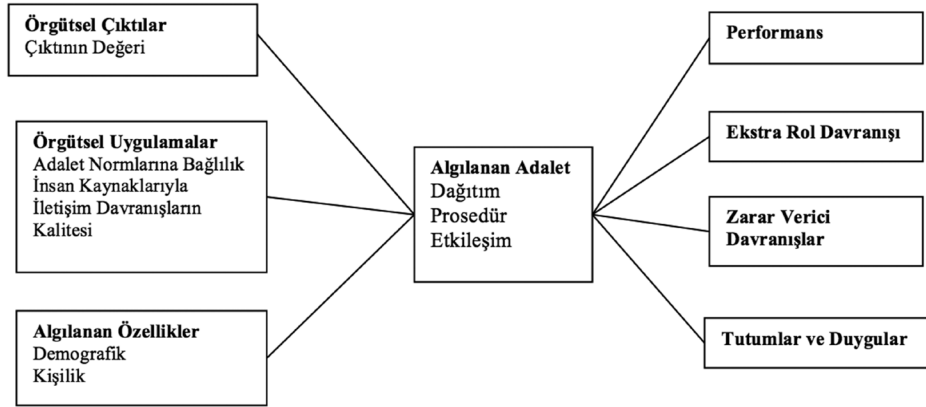 Örgütsel Çıktılar
Çıktının Değeri
Örgütsel Uygulamalar
Adalet Normlarına Bağlılık
İnsan Kaynaklarıyla
İletişim Davranışların
Kalitesi
Algılanan Özellikler
Demografik
Kişilik
Algılanan Adalet
Dağıtım
Prosedür
Etkileşim
Performans
Ekstra Rol Davranışı
Zarar Verici
Davranışlar
Tutumlar ve Duygular